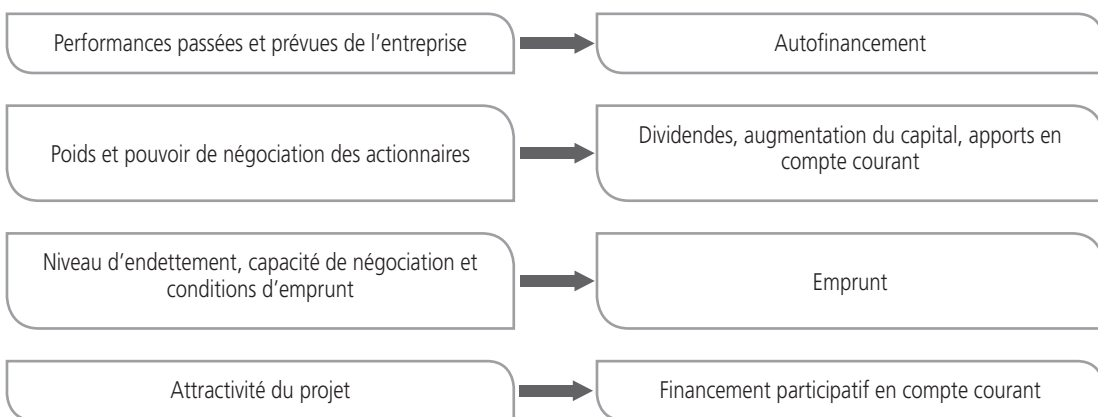 Performances passées et prévues de l’entreprise
Autofinancement
Poids et pouvoir de négociation des actionnaires
Dividendes, augmentation du capital, apports en
compte courant
Niveau d’endettement, capacité de négociation et
conditions d’emprunt
Emprunt
Attractivité du projet
Financement participatif en compte courant